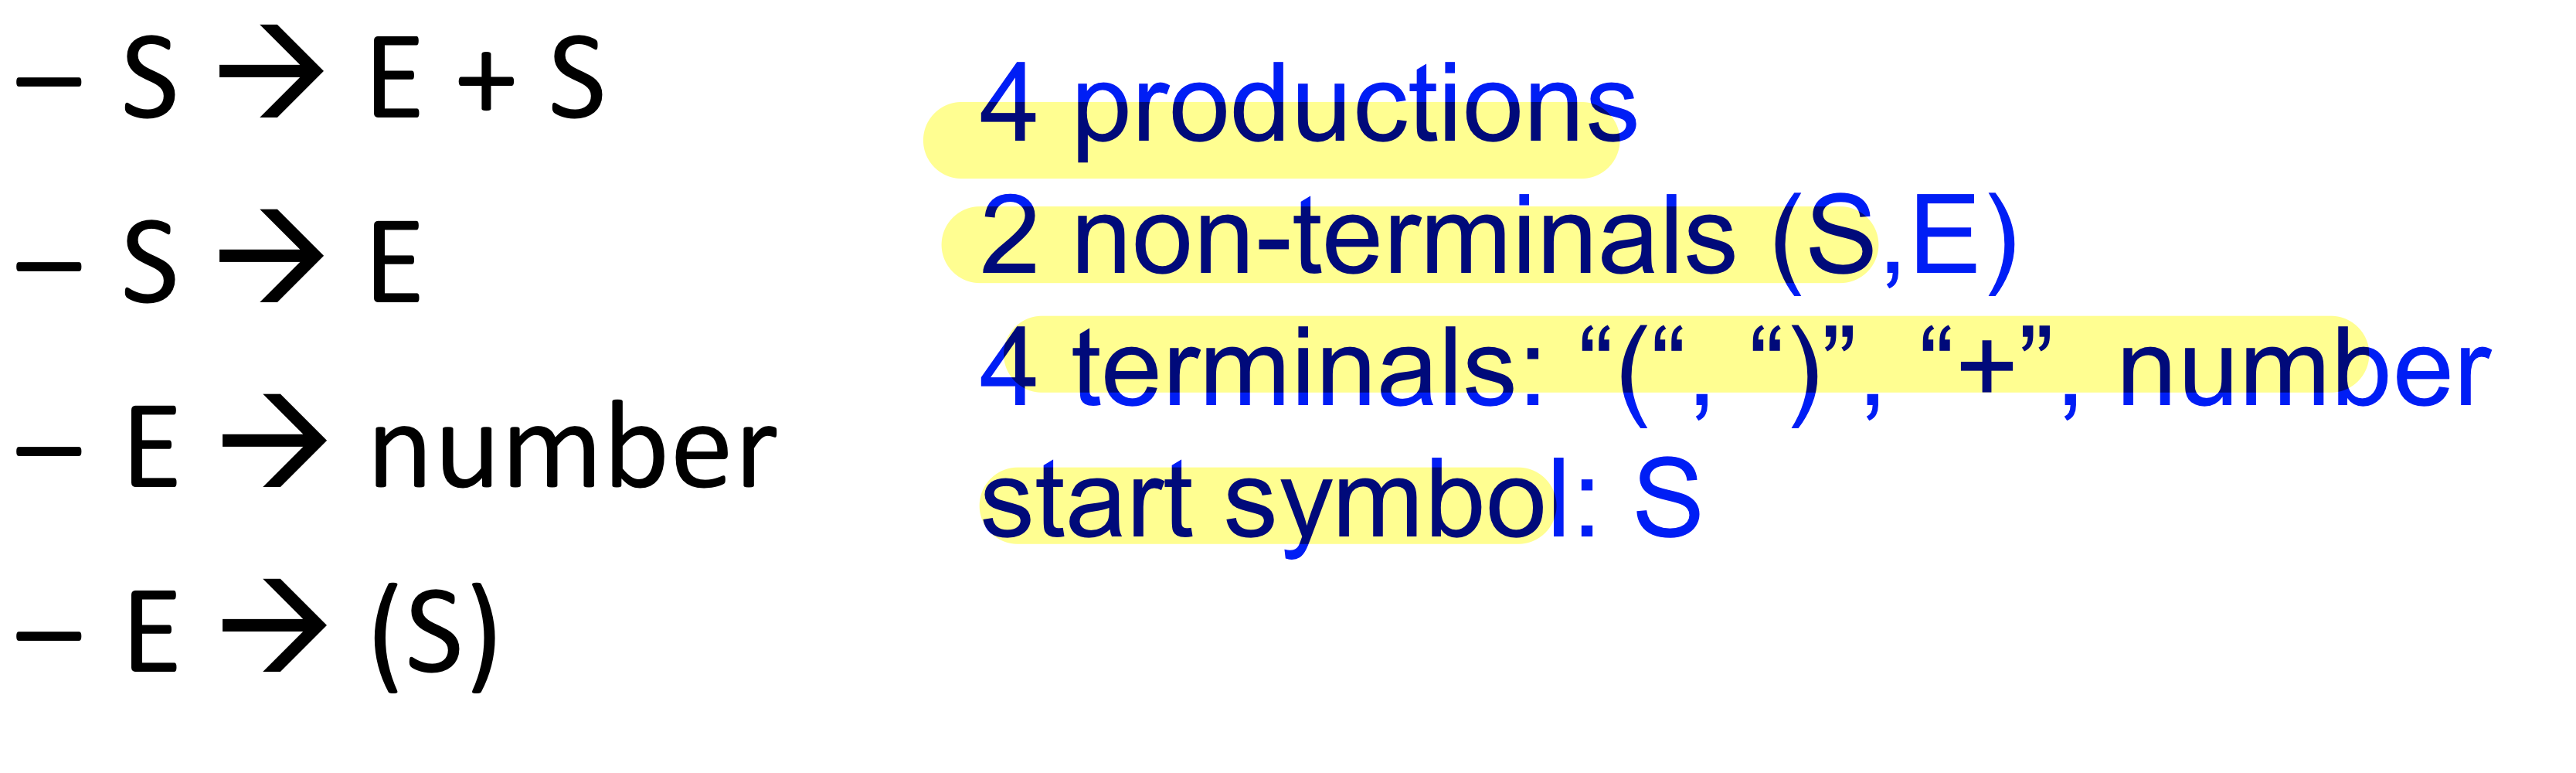 – S → E + S
– S → E
– E → number
– E → (S)
4 productions
2 non-terminals (S,E)
4 terminals: “(“, “)”, “+”, number
start symbol: S